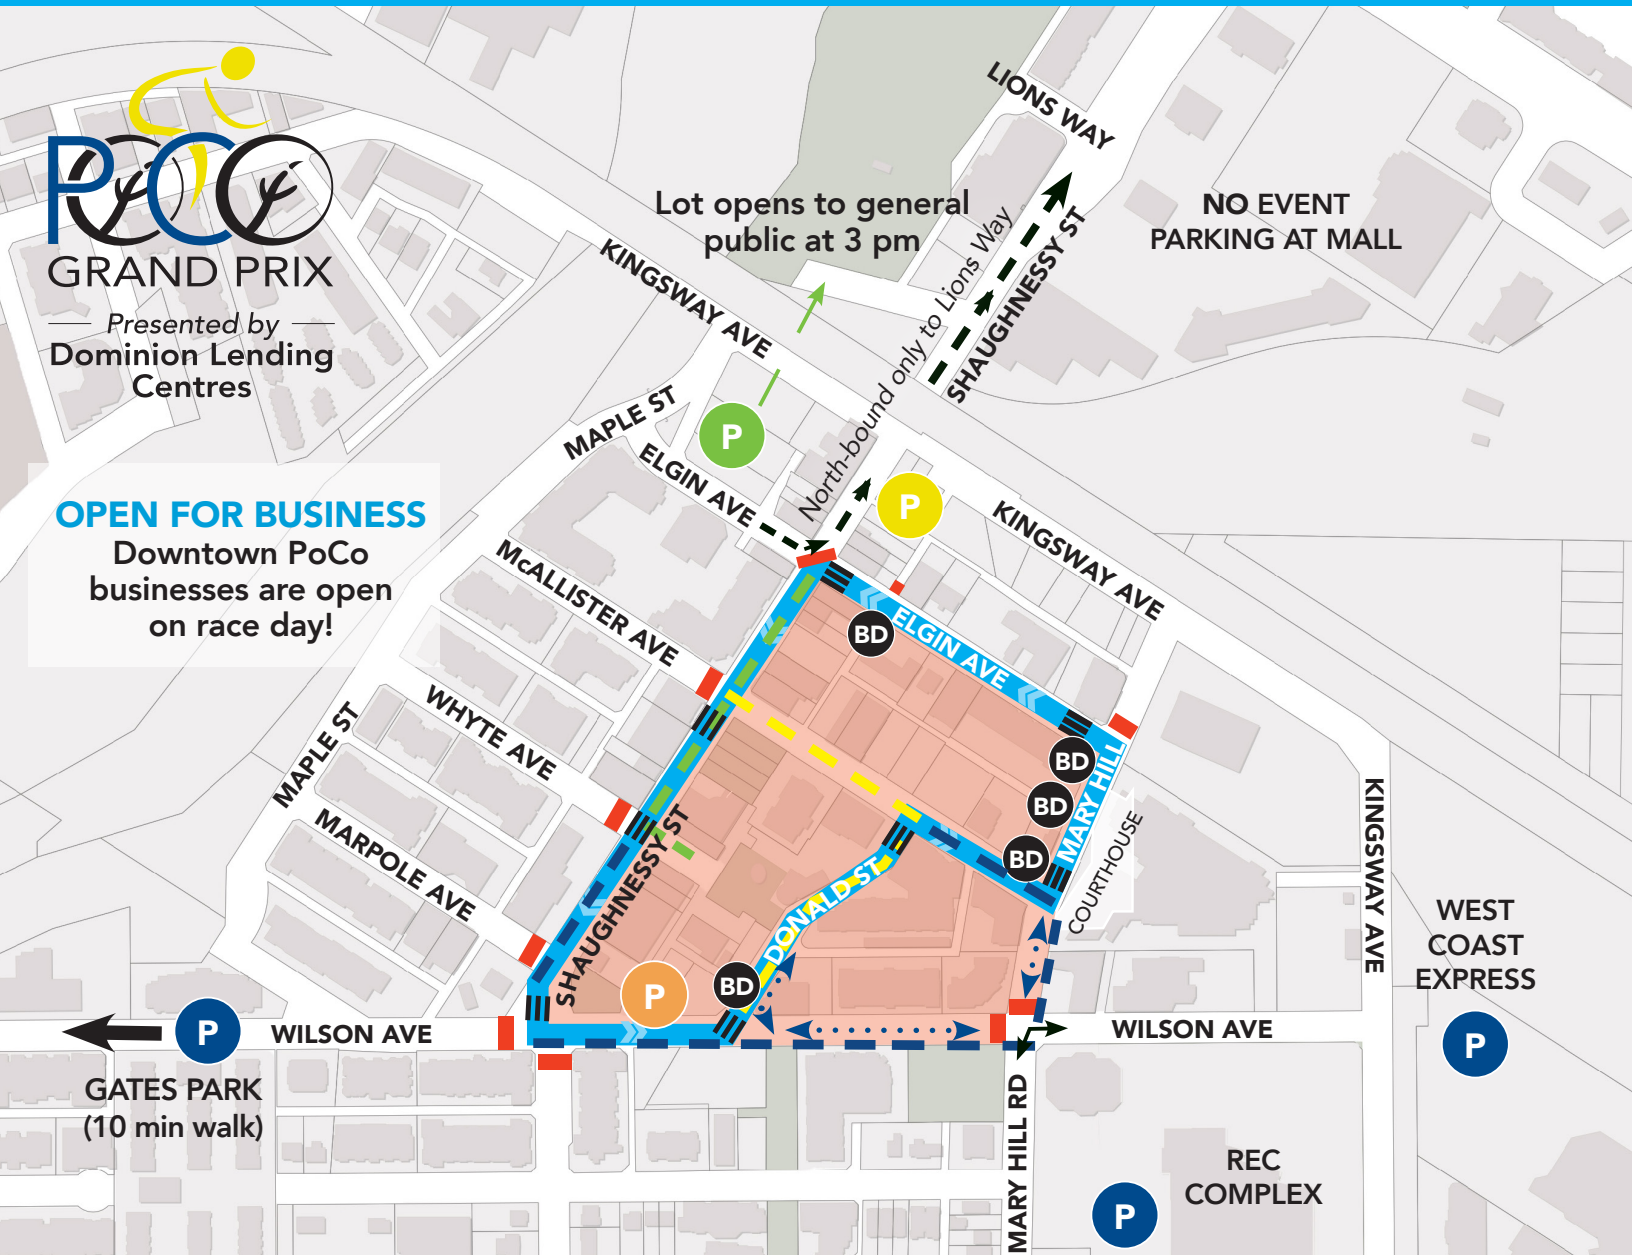 POCO
GRAND PRIX
Presented by
Dominion Lending
Centres
OPEN FOR BUSINESS
Downtown PoCo
businesses are open
on race day!
LIONS WAY
Lot opens to general
public at 3 pm
NO EVENT
PARKING AT MALL
KINGSWAY AVE
North-bound only to Lions Way
SHAUGHNESSY ST
MAPLE ST
P
ELGIN AVE
P
KINGSWAY AVE
McALLISTER AVE
BD
ELGIN AVE
WHYTE AVE
MAPLE ST
BD
BD
BD
MARY HILL
COURTHOUSE
KINGSWAY AVE
MARPOLE AVE
SHAUGHNESSY ST
DONALD ST
WEST
COAST
EXPRESS
P
BD
P
P
WILSON AVE
WILSON AVE
GATES PARK
(10 min walk)
MARY HILL RD
REC
COMPLEX
P